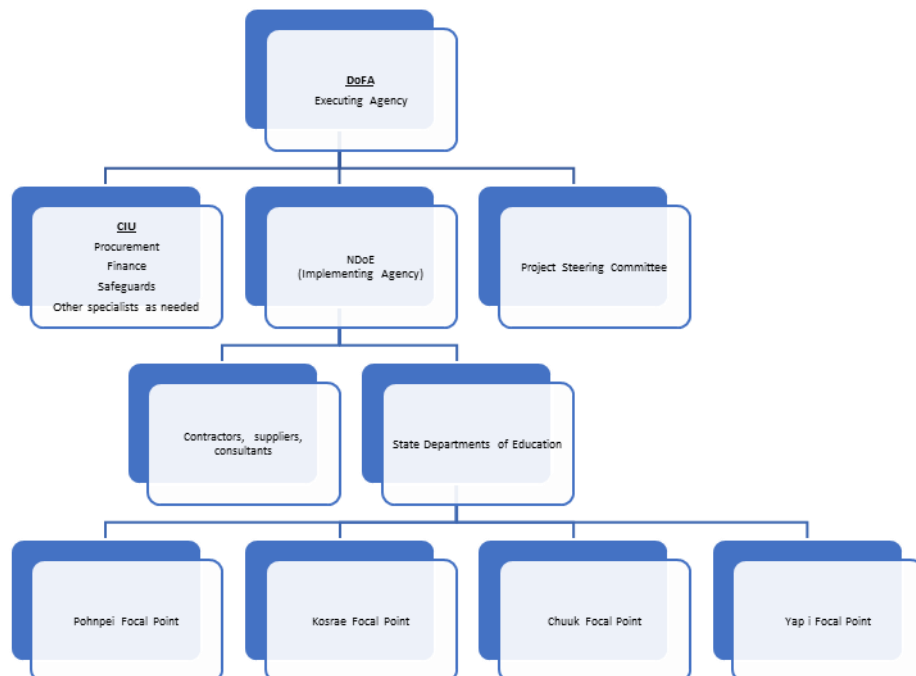 DoFA
Executing Agency
CIU
Procurement
Finance
Safeguards
Other specialists as needed
NDoE
(Implementing Agency)
Project Steering Committee
Contractors, suppliers,
consultants
State Departments of Education
Pohnpei Focal Point
Kosrae Focal Point
Chuuk Focal Point
Yap i Focal Point